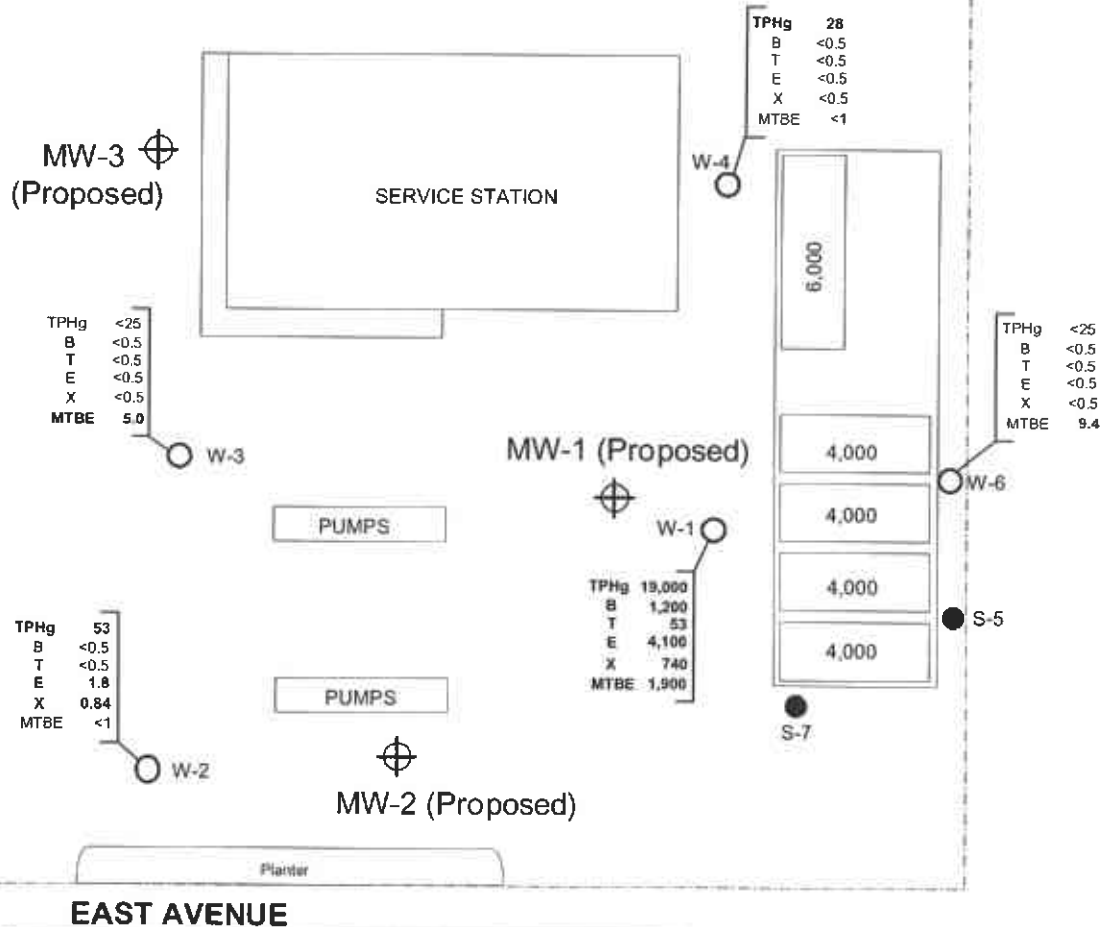 TPHg 28
B <0.5
T <0.5
E <0.5
X <0.5
MTBE <1
W-4
MW-3
(Proposed)
SERVICE STATION
6,000
TPHg <25
B <0.5
T <0.5
E <0.5
X <0.5
MTBE 5.0
W-3
TPHg <25
B <0.5
T <0.5
E <0.5
X <0.5
MTBE 9.4
W-6
MW-1 (Proposed)
4,000
4,000
4,000
4,000
PUMPS
W-1
TPHg 19,000
B 1,200
T 53
E 4,100
X 740
MTBE 1,900
S-5
S-7
TPHg 53
B <0.5
T <0.5
E 1.8
X 0.84
MTBE <1
W-2
PUMPS
MW-2 (Proposed)
Planter
EAST AVENUE